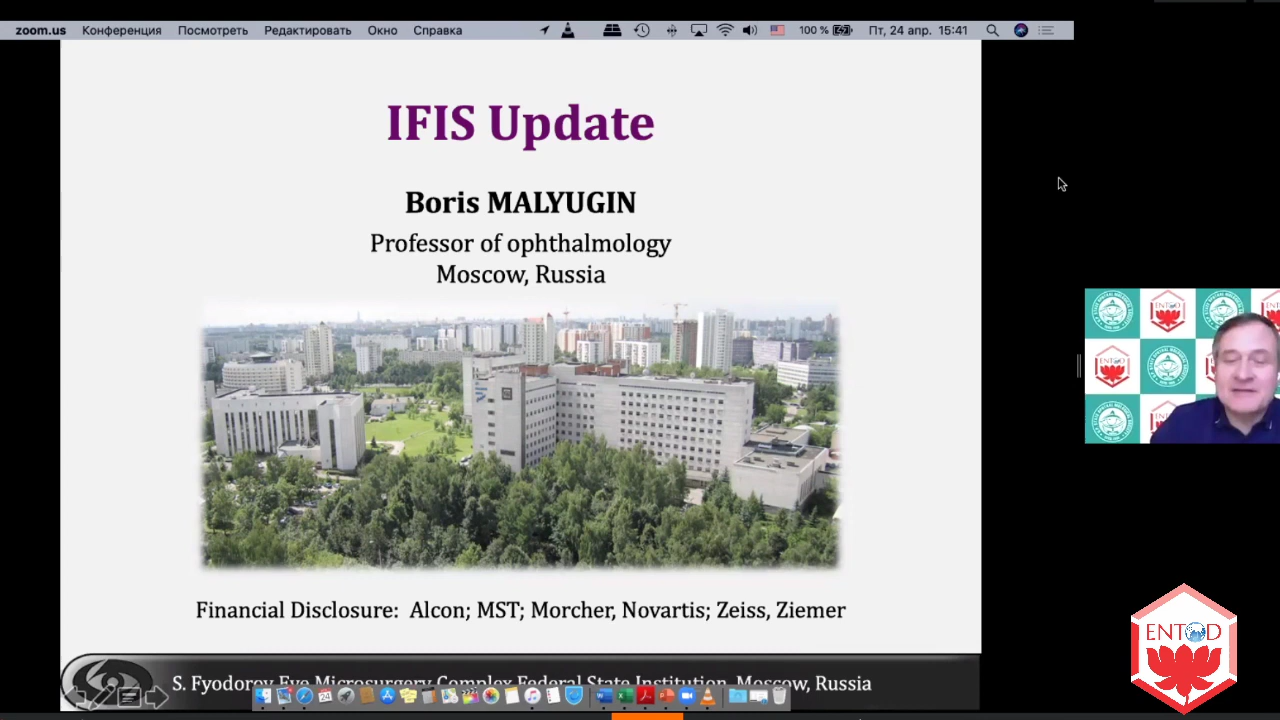 zoom.us Конференция Посмотреть Редактировать Окно Справка 100 % Пт, 24 апр. 15:41
IFIS Update
Boris MALYUGIN
Professor of ophthalmology
Moscow, Russia
Financial Disclosure: Alcon; MST; Morcher, Novartis; Zeiss, Ziemer
S. Fyodorov Eye Microsurgery Complex Federal State Institution, Moscow, Russia
ENTOD